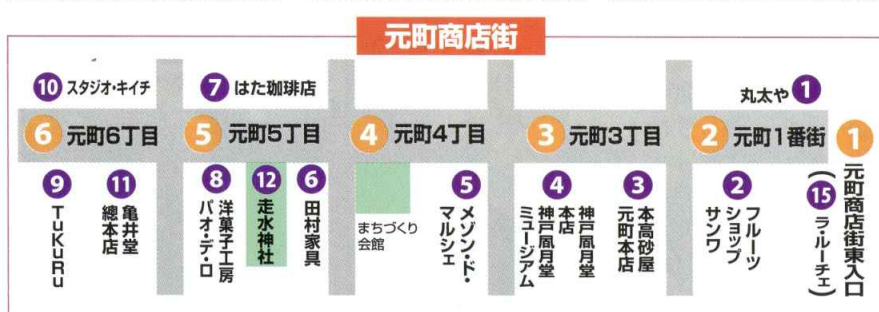 元町商店街
10 スタジオ・キイチ
7 はた珈琲店
丸太や 1
6 元町6丁目
5 元町5丁目
4 元町4丁目
3 元町3丁目
2 元町1番街
1 元町商店街東入口
(15 ラ・ルーチェ)
9 TuKuRu
11 亀井堂
總本店
8 洋菓子工房
パオ・デ・ロ
12 走水神社
6 田村家具
まちづくり
会館
5 メゾン・ド・
マルシェ
4 神戸凮月堂
本店
神戸凮月堂
ミュージアム
3 本高砂屋
元町本店
2 フルーツ
ショップ
サンワ